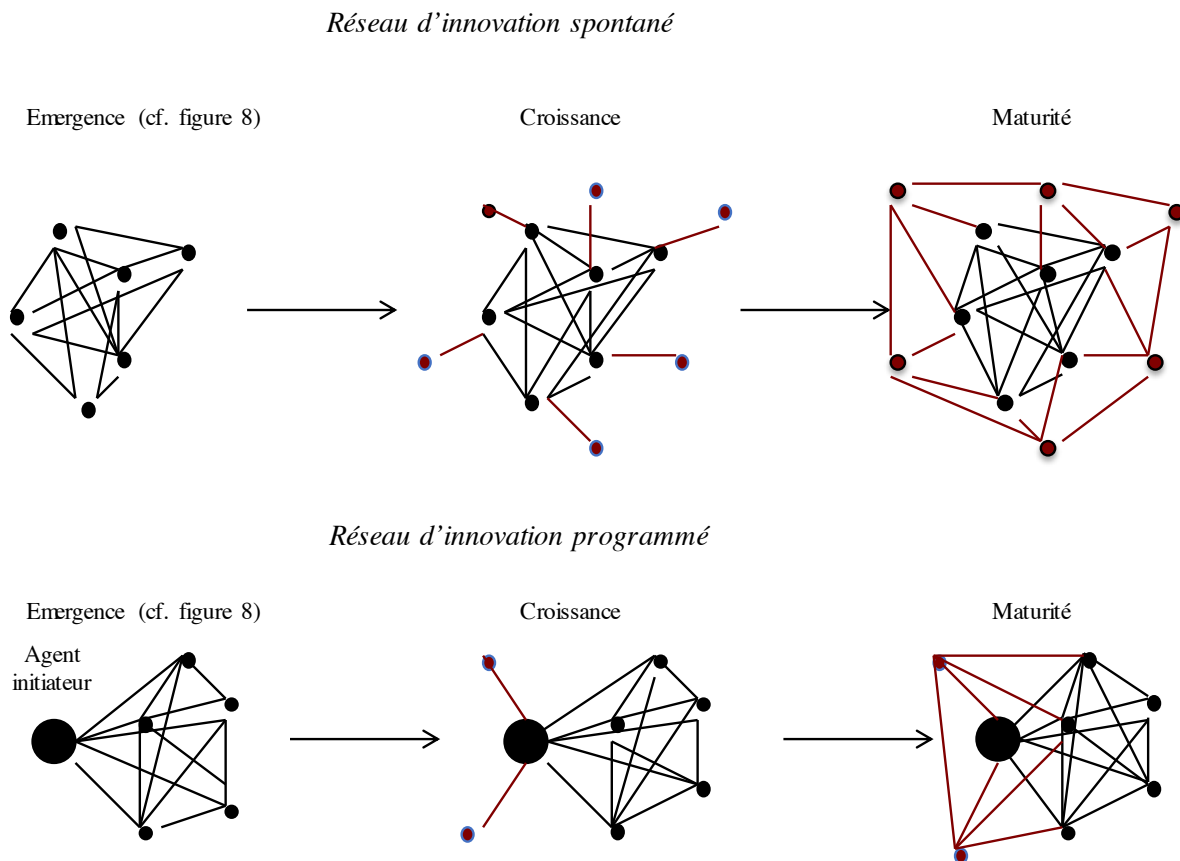 Réseau d'innovation spontané
Emergence (cf. figure 8)
Croissance
Maturité
Réseau d'innovation programmé
Emergence (cf. figure 8)
Croissance
Maturité
Agent
initiateur